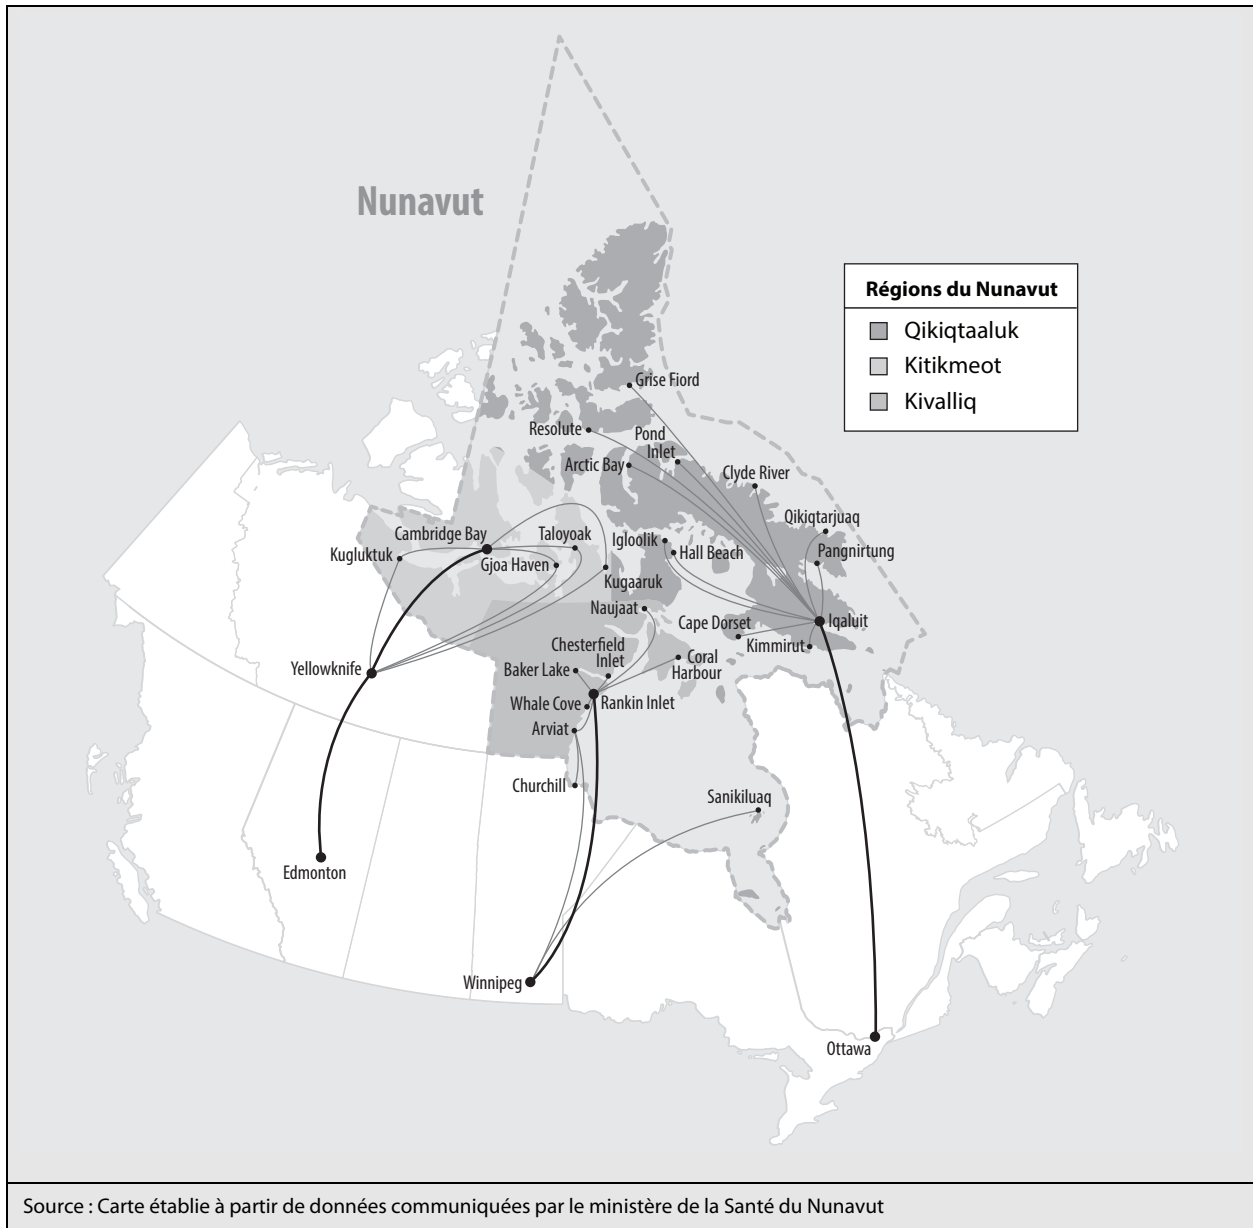 Nunavut
Régions du Nunavut
Qikiqtaaluk
Kitikmeot
Kivalliq
Grise Fiord
Resolute
Pond
Inlet
Arctic Bay
Clyde River
Qikiqtarjuaq
Cambridge Bay
Taloyoak
Igloolik
Hall Beach
Pangnirtung
Kugluktuk
Gjoa Haven
Kugaaruk
Naujaat
Cape Dorset
Iqaluit
Kimmirut
Chesterfield
Inlet
Coral
Harbour
Yellowknife
Baker Lake
Whale Cove
Rankin Inlet
Arviat
Churchill
Sanikiluaq
Edmonton
Winnipeg
Ottawa
Source : Carte établie à partir de données communiquées par le ministère de la Santé du Nunavut